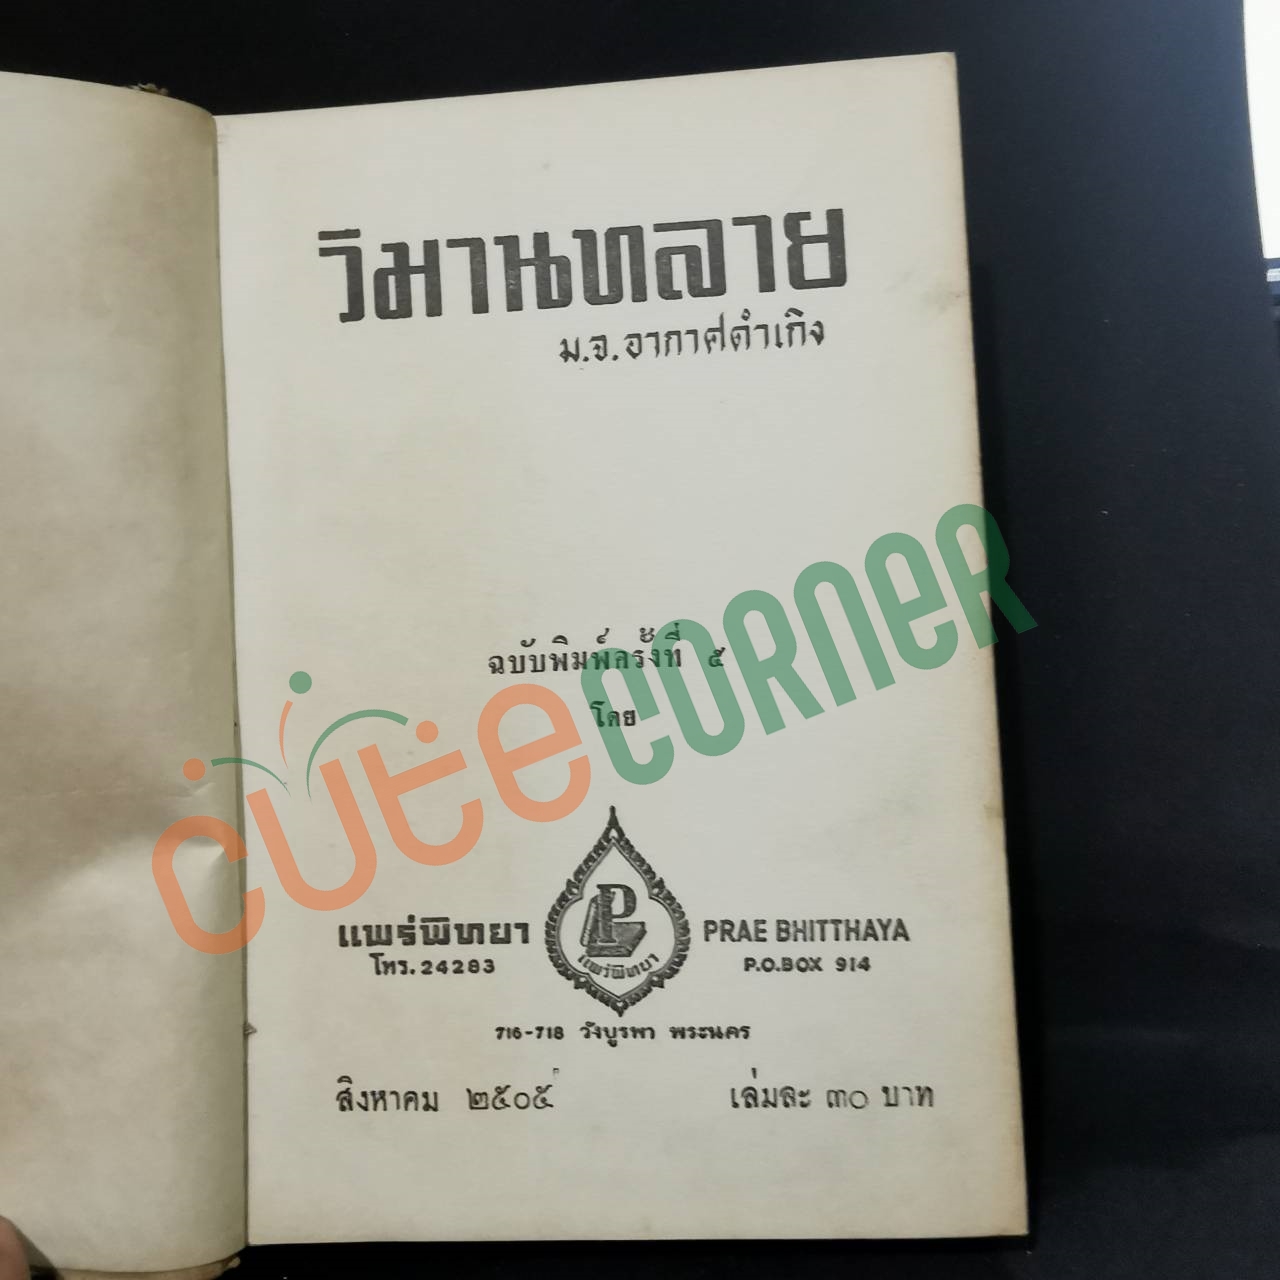 วิมานทลาย
ม.จ.อากาศดำเกิง
ฉบับพิมพ์ครั้งที่ ๕
โดย
cute CORNER
P
แพร่พิทยา
แพร่พิทยา PRAE BHITTHAYA
โทร.24283 P.O.BOX 914
716-718 วังบูรพา พระนคร
สิงหาคม ๒๕๐๕ เล่มละ ๓๐ บาท